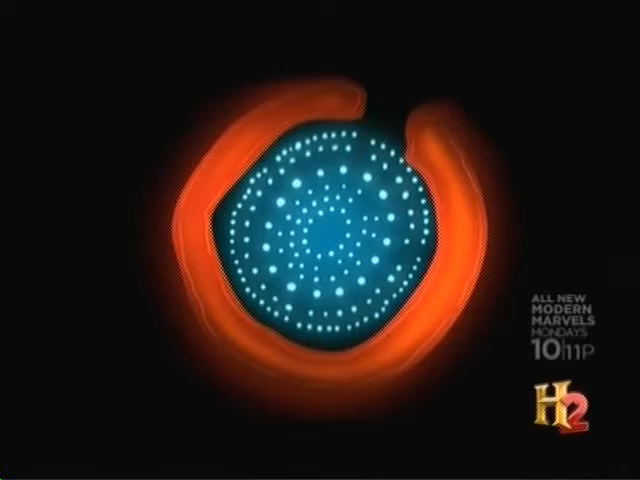 ALL NEW
MODERN
MARVELS
MONDAYS
10|11P
H2